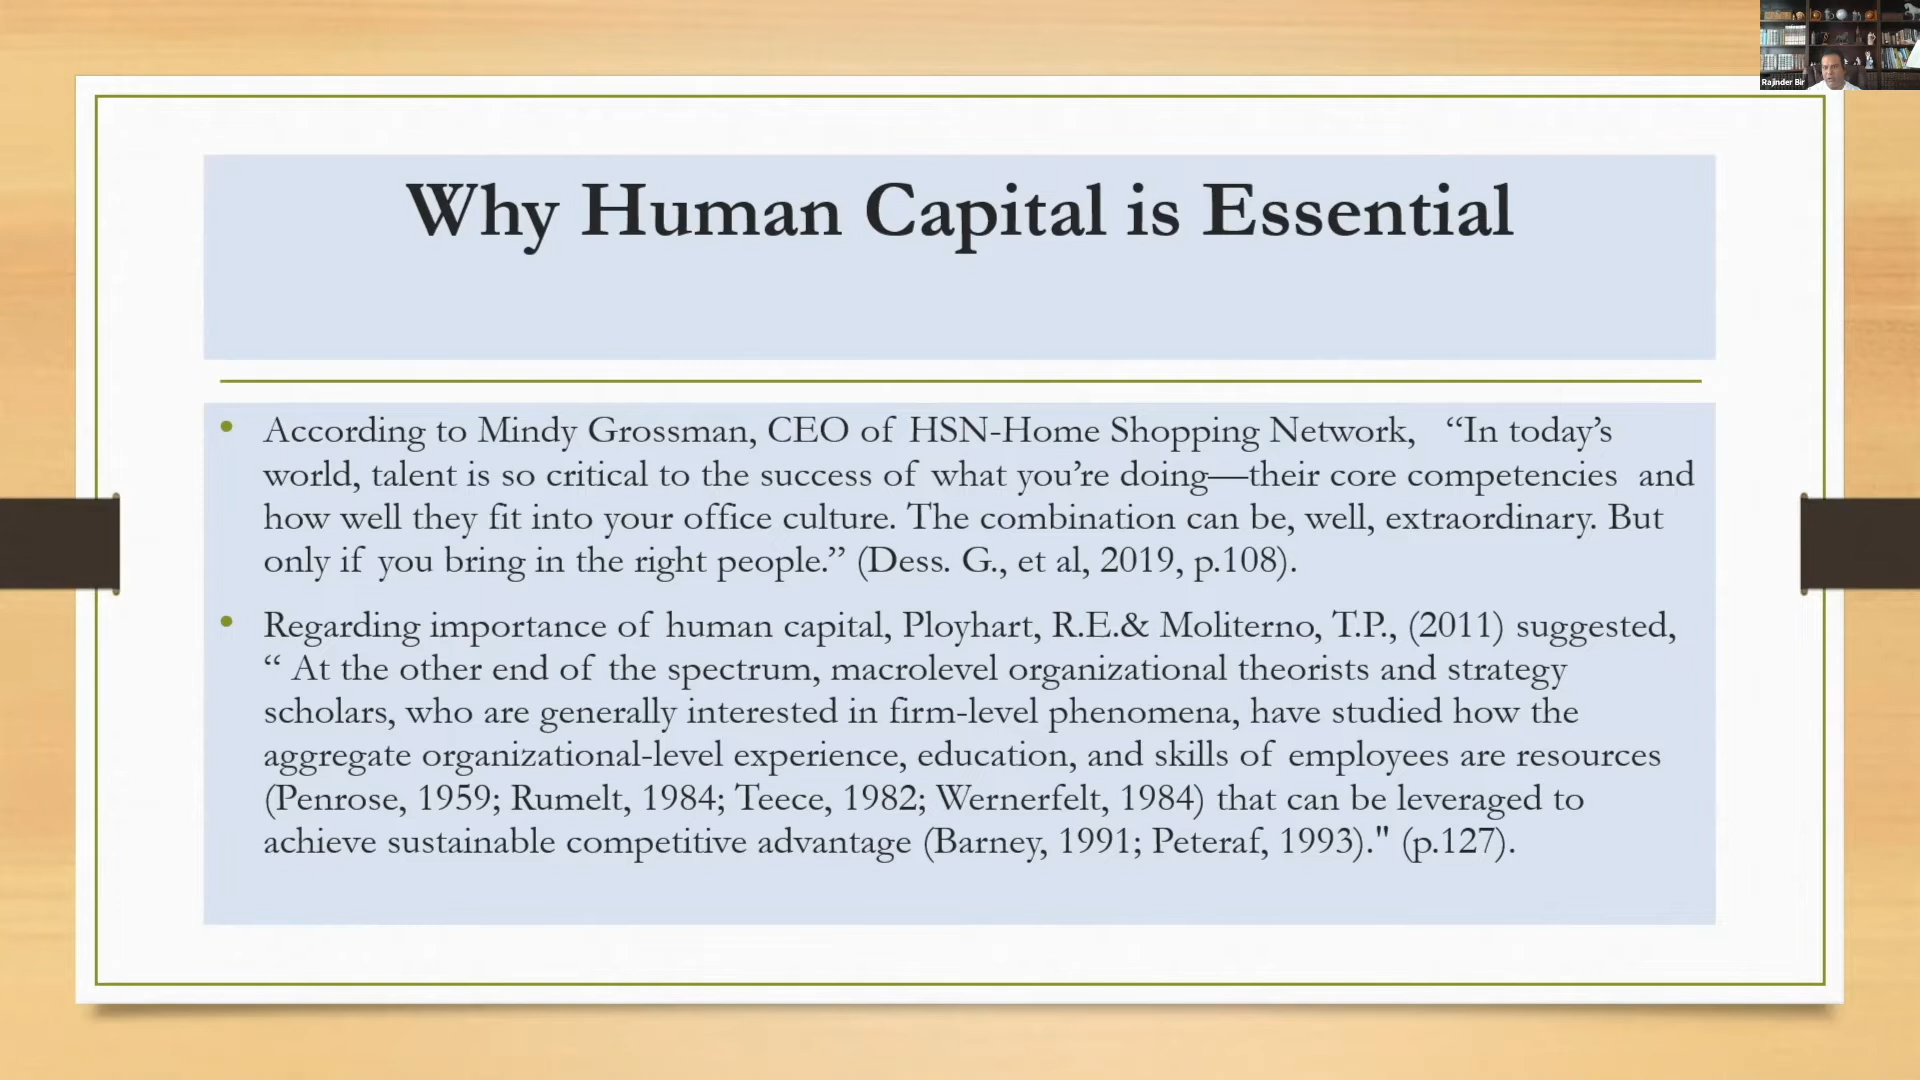 Rajinder Bir
Why Human Capital is Essential
• According to Mindy Grossman, CEO of HSN-Home Shopping Network, “In today’s
world, talent is so critical to the success of what you’re doing—their core competencies and
how well they fit into your office culture. The combination can be, well, extraordinary. But
only if you bring in the right people.” (Dess. G., et al, 2019, p.108).
• Regarding importance of human capital, Ployhart, R.E.& Moliterno, T.P., (2011) suggested,
“ At the other end of the spectrum, macrolevel organizational theorists and strategy
scholars, who are generally interested in firm-level phenomena, have studied how the
aggregate organizational-level experience, education, and skills of employees are resources
(Penrose, 1959; Rumelt, 1984; Teece, 1982; Wernerfelt, 1984) that can be leveraged to
achieve sustainable competitive advantage (Barney, 1991; Peteraf, 1993)." (p.127).